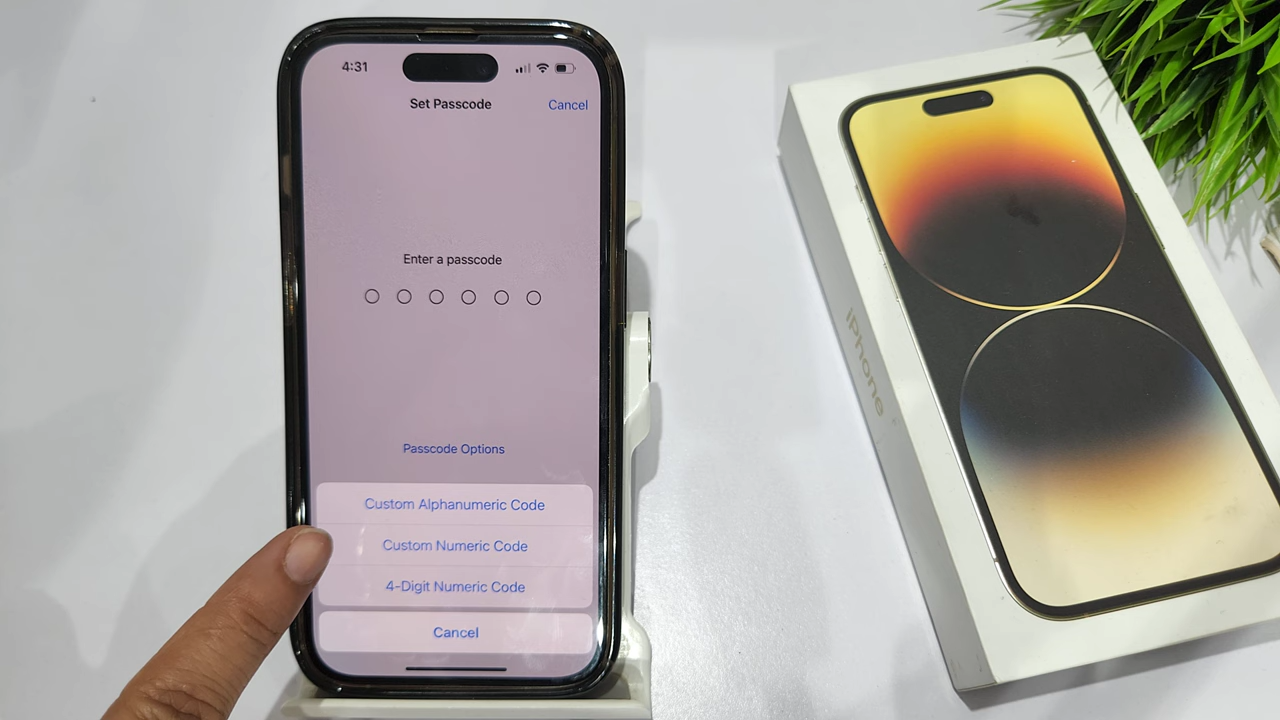 4:31
Set Passcode
Cancel
Enter a passcode
Passcode Options
Custom Alphanumeric Code
Custom Numeric Code
4-Digit Numeric Code
Cancel
iPhone